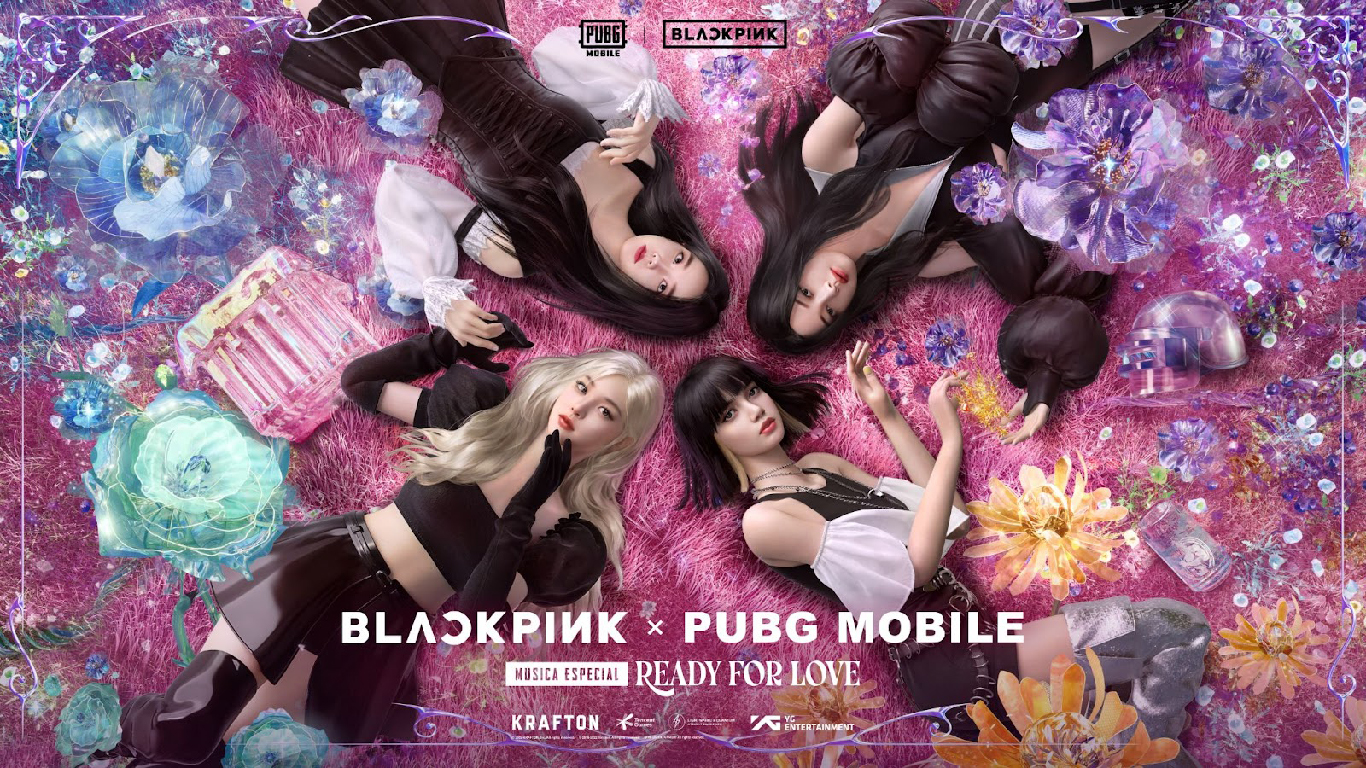 PUBG MOBILE
BLACKPINK
BLACKPINK × PUBG MOBILE
MUSICA ESPECIAL READY FOR LOVE
KRAFTON
YG ENTERTAINMENT